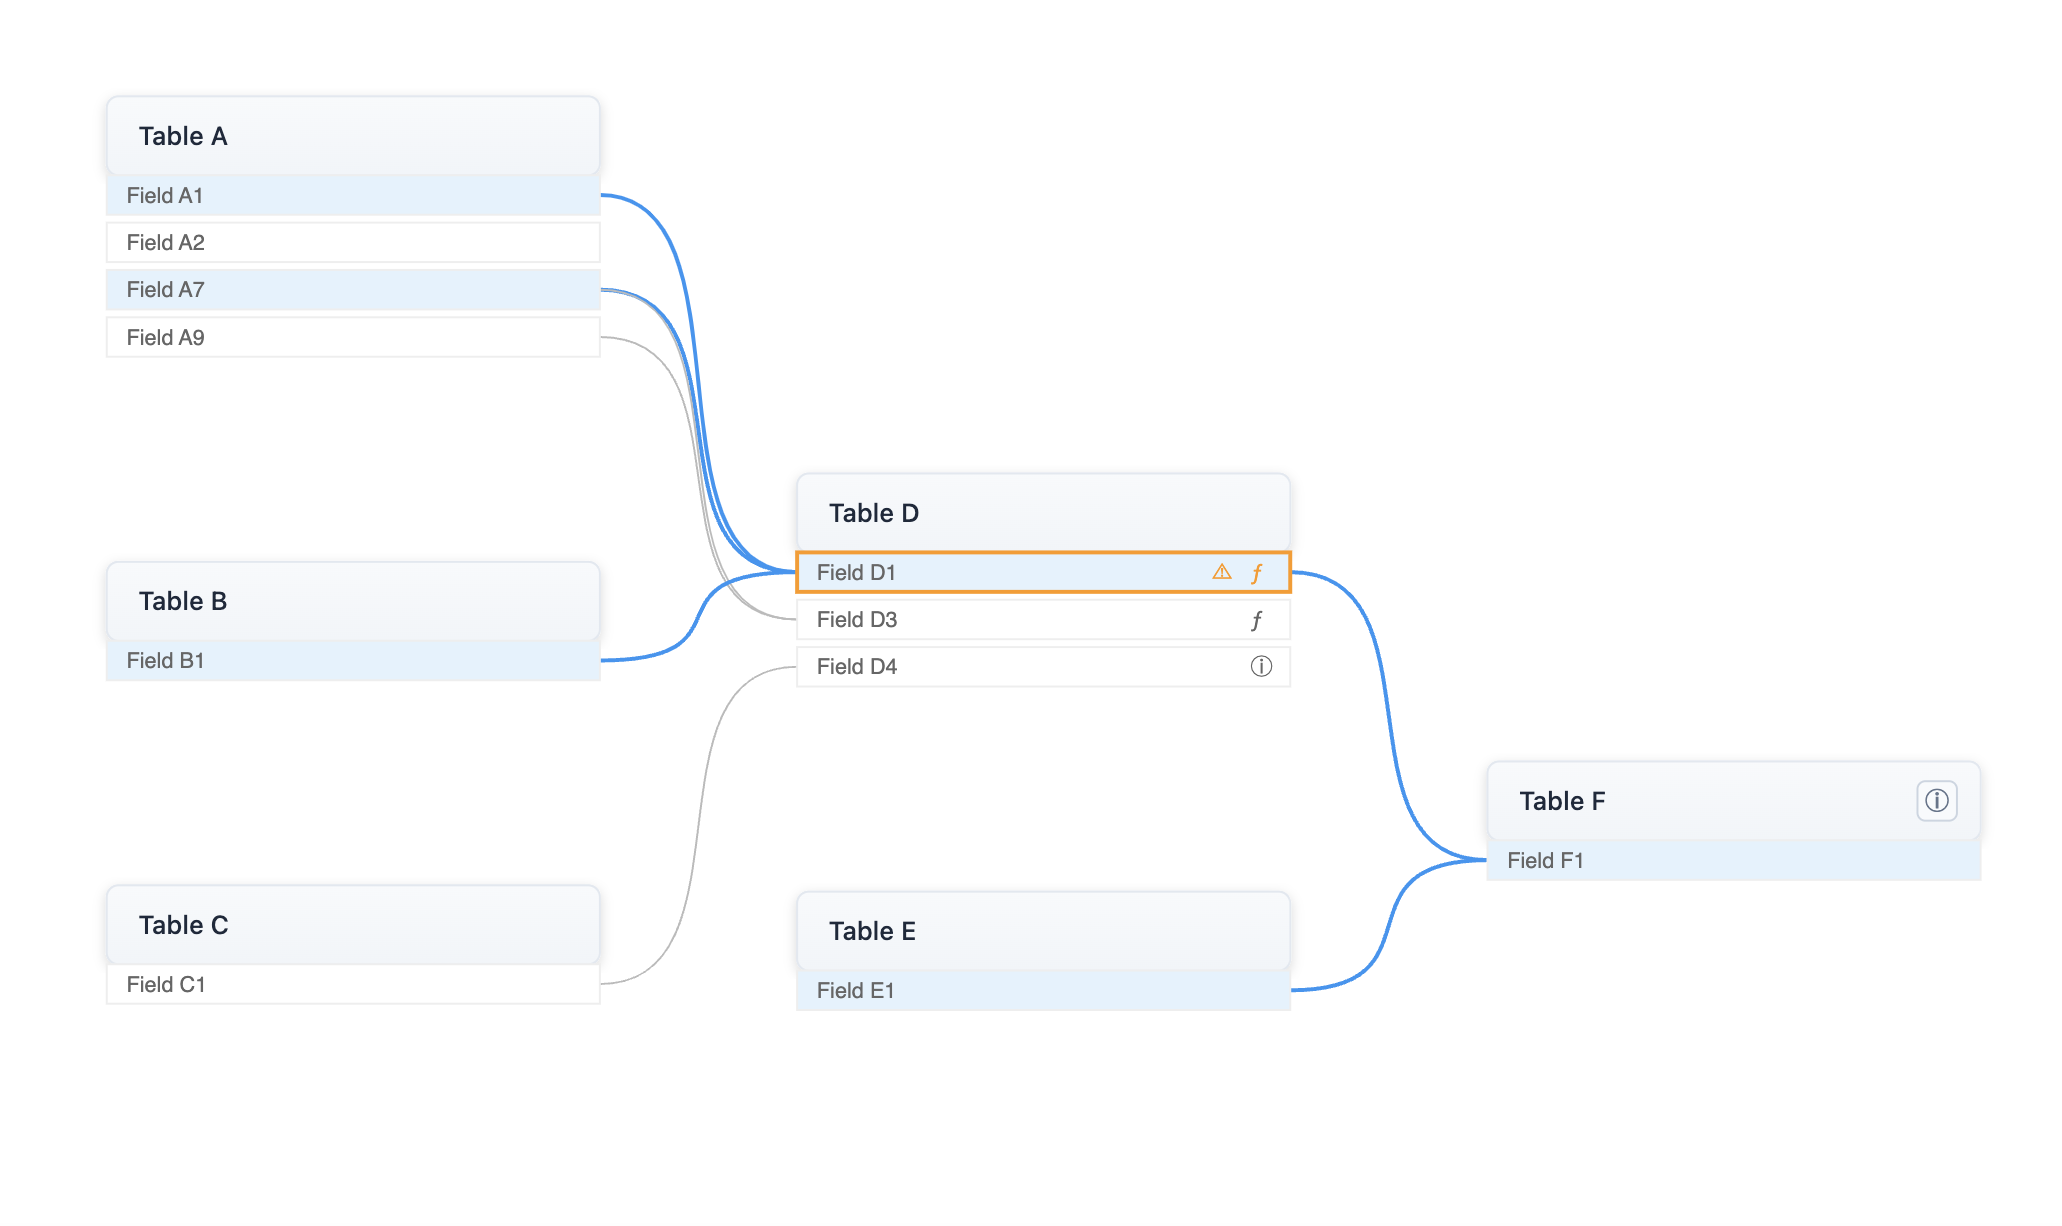 Table A
Field A1
Field A2
Field A7
Field A9
Table B
Field B1
Table C
Field C1
Table D
Field D1 ⚠ ƒ
Field D3 ƒ
Field D4 ⓘ
Table E
Field E1
Table F ⓘ
Field F1